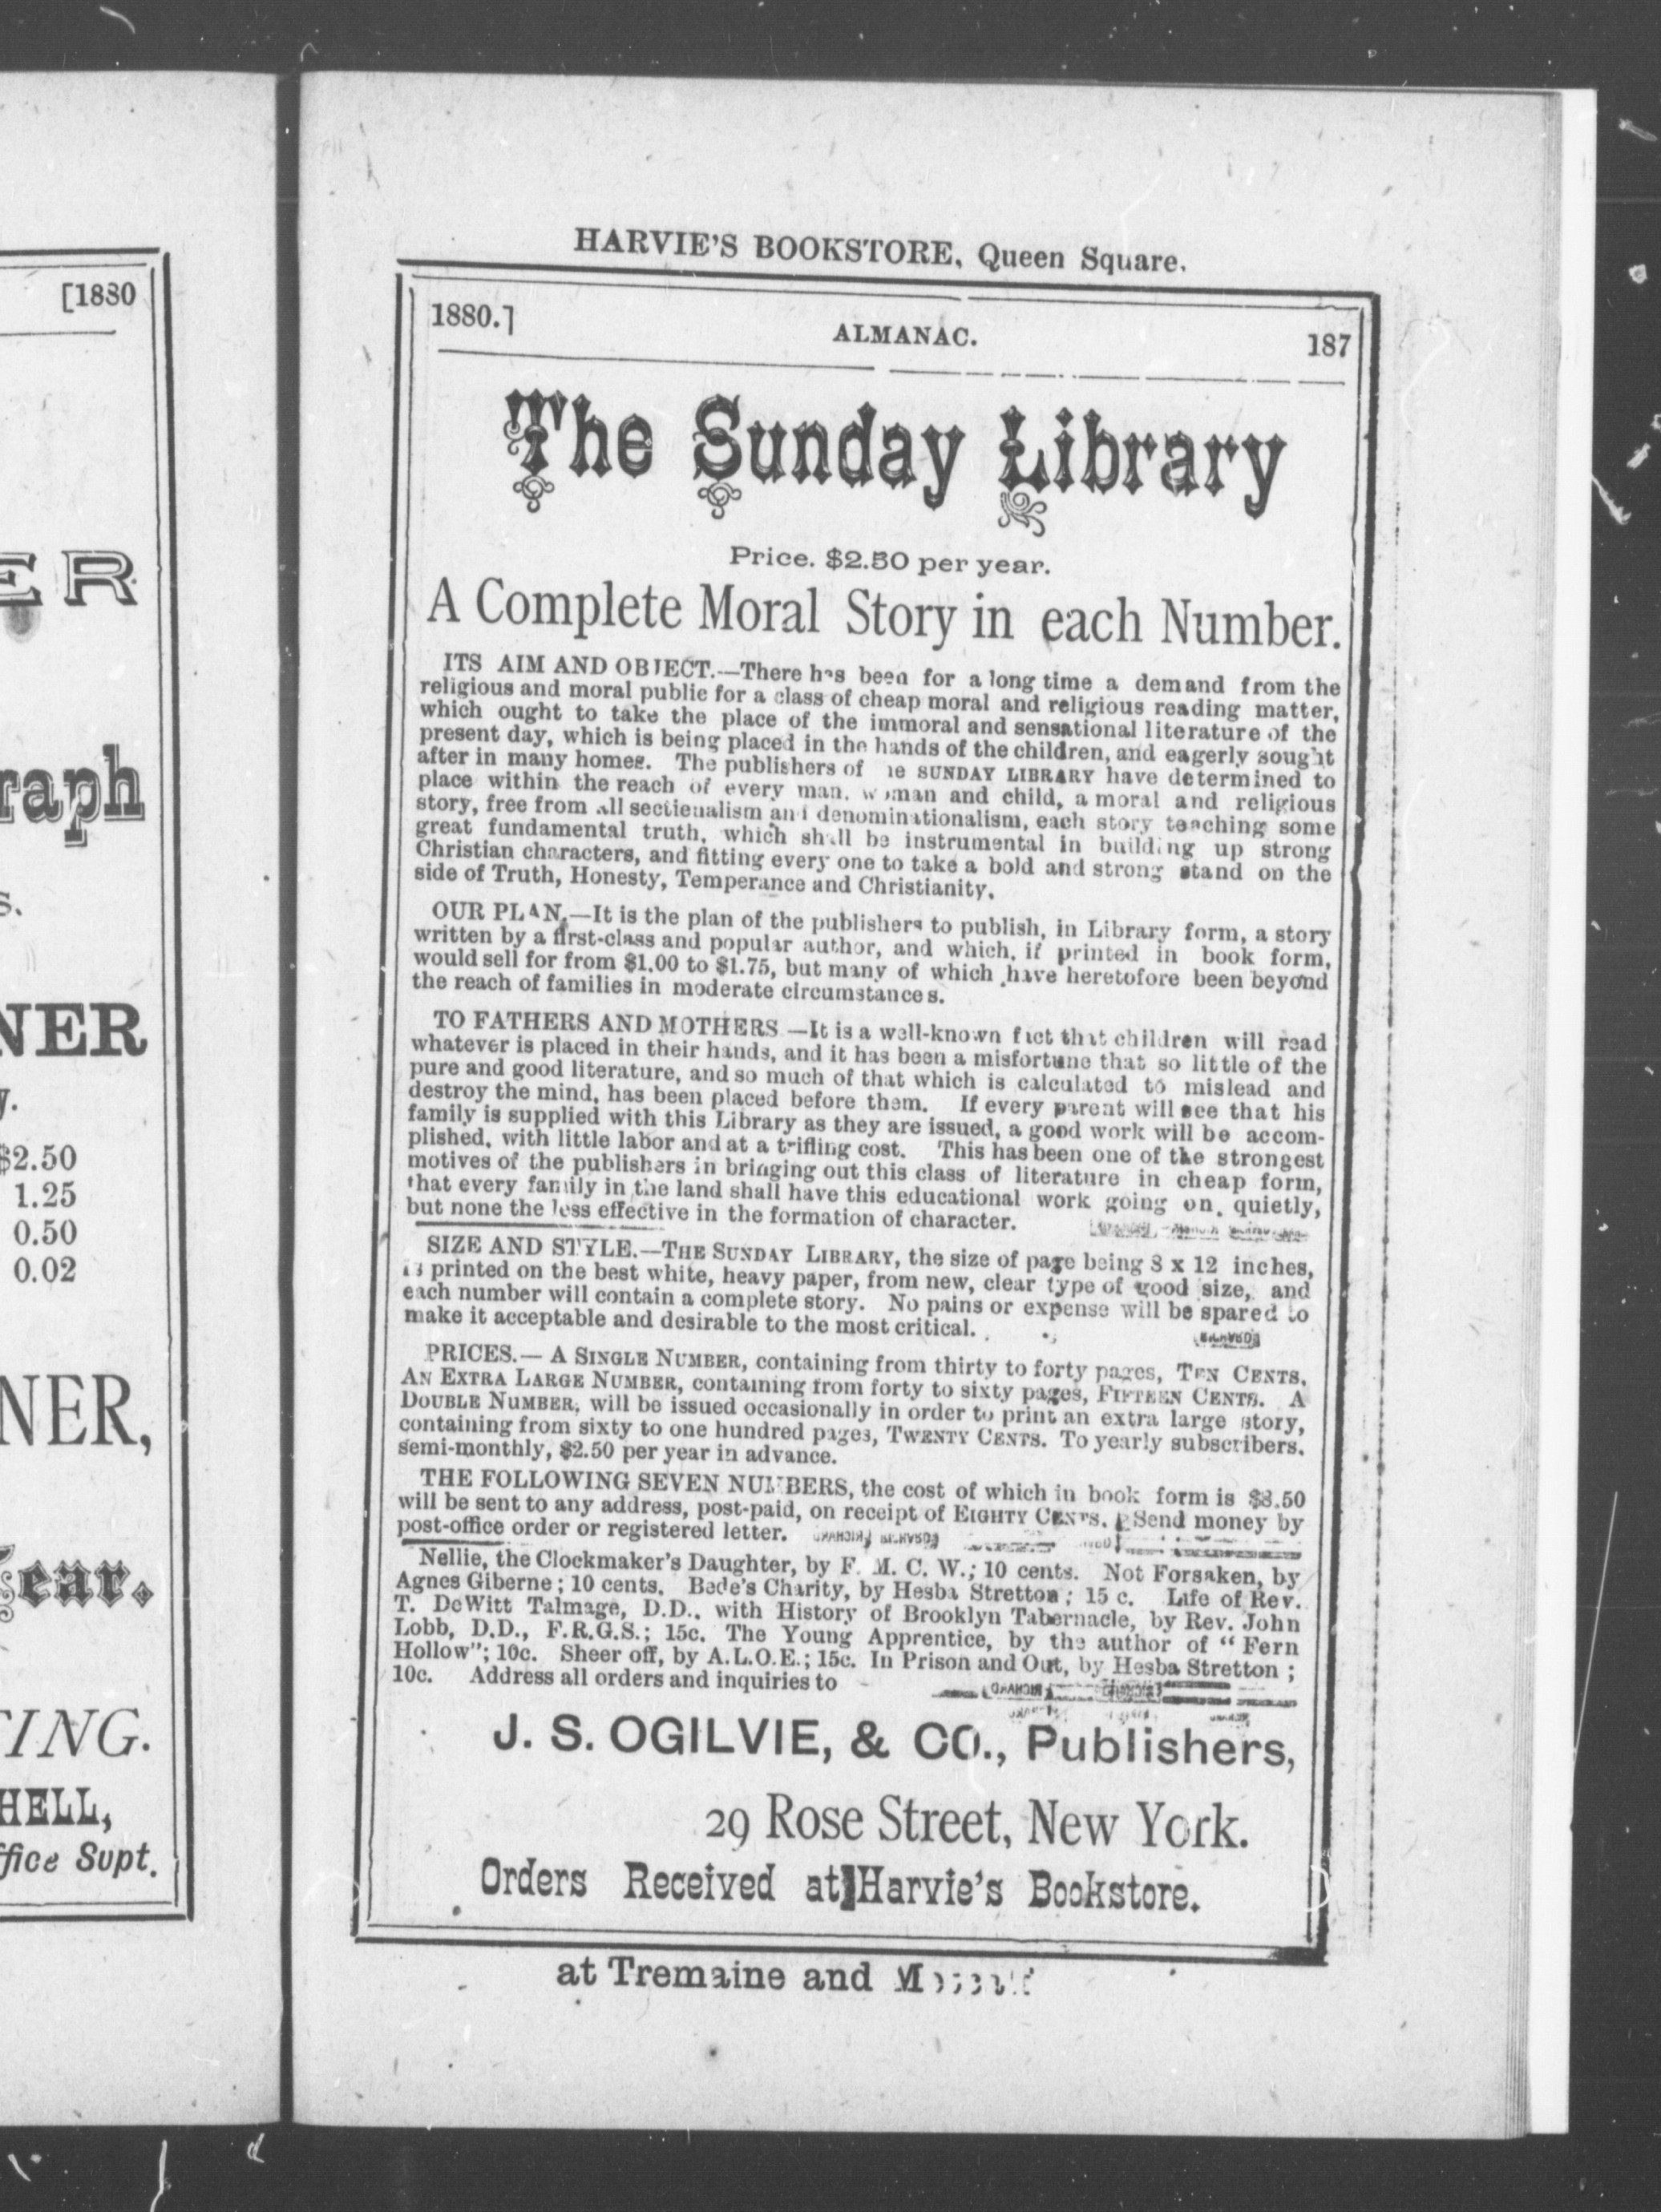 [1880
ER
raph
S.
NER
y.
$2.50
1.25
0.50
0.02
NER,
Year.
ING.
HELL,
ffice Supt.
HARVIE'S BOOKSTORE, Queen Square.
1880.]
ALMANAC.
187
The Sunday Library
Price. $2.50 per year.
A Complete Moral Story in each Number.
ITS AIM AND OBJECT.—There has been for a long time a demand from the
religious and moral public for a class of cheap moral and religious reading matter,
which ought to take the place of the immoral and sensational literature of the
present day, which is being placed in the hands of the children, and eagerly sought
after in many homes. The publishers of he SUNDAY LIBRARY have determined to
place within the reach of every man, woman and child, a moral and religious
story, free from all sectienalism and denominationalism, each story teaching some
great fundamental truth, which shall be instrumental in building up strong
Christian characters, and fitting every one to take a bold and strong stand on the
side of Truth, Honesty, Temperance and Christianity.
OUR PLAN.—It is the plan of the publishers to publish, in Library form, a story
written by a first-class and popular author, and which, if printed in book form,
would sell for from $1.00 to $1.75, but many of which have heretofore been beyond
the reach of families in moderate circumstances.
TO FATHERS AND MOTHERS —It is a well-known fact that children will read
whatever is placed in their hands, and it has been a misfortune that so little of the
pure and good literature, and so much of that which is calculated to mislead and
destroy the mind, has been placed before them. If every parent will see that his
family is supplied with this Library as they are issued, a good work will be accom-
plished, with little labor and at a trifling cost. This has been one of the strongest
motives of the publishers in bringing out this class of literature in cheap form,
that every family in the land shall have this educational work going on, quietly,
but none the less effective in the formation of character.
SIZE AND STYLE.—THE SUNDAY LIBRARY, the size of page being 8 x 12 inches,
is printed on the best white, heavy paper, from new, clear type of good size, and
each number will contain a complete story. No pains or expense will be spared to
make it acceptable and desirable to the most critical.
PRICES.— A SINGLE NUMBER, containing from thirty to forty pages, TEN CENTS.
AN EXTRA LARGE NUMBER, containing from forty to sixty pages, FIFTEEN CENTS. A
DOUBLE NUMBER, will be issued occasionally in order to print an extra large story,
containing from sixty to one hundred pages, TWENTY CENTS. To yearly subscribers.
semi-monthly, $2.50 per year in advance.
THE FOLLOWING SEVEN NUMBERS, the cost of which in book form is $8.50
will be sent to any address, post-paid, on receipt of EIGHTY CENTS. Send money by
post-office order or registered letter.
Nellie, the Clockmaker's Daughter, by F. M. C. W.; 10 cents. Not Forsaken, by
Agnes Giberne; 10 cents. Bede's Charity, by Hesba Stretton; 15 c. Life of Rev.
T. DeWitt Talmage, D.D., with History of Brooklyn Tabernacle, by Rev. John
Lobb, D.D., F.R.G.S.; 15c. The Young Apprentice, by the author of "Fern
Hollow"; 10c. Sheer off, by A.L.O.E.; 15c. In Prison and Out, by Hesba Stretton;
10c. Address all orders and inquiries to
J. S. OGILVIE, & CO., Publishers,
29 Rose Street, New York.
Orders Received at Harvie's Bookstore.
at Tremaine and